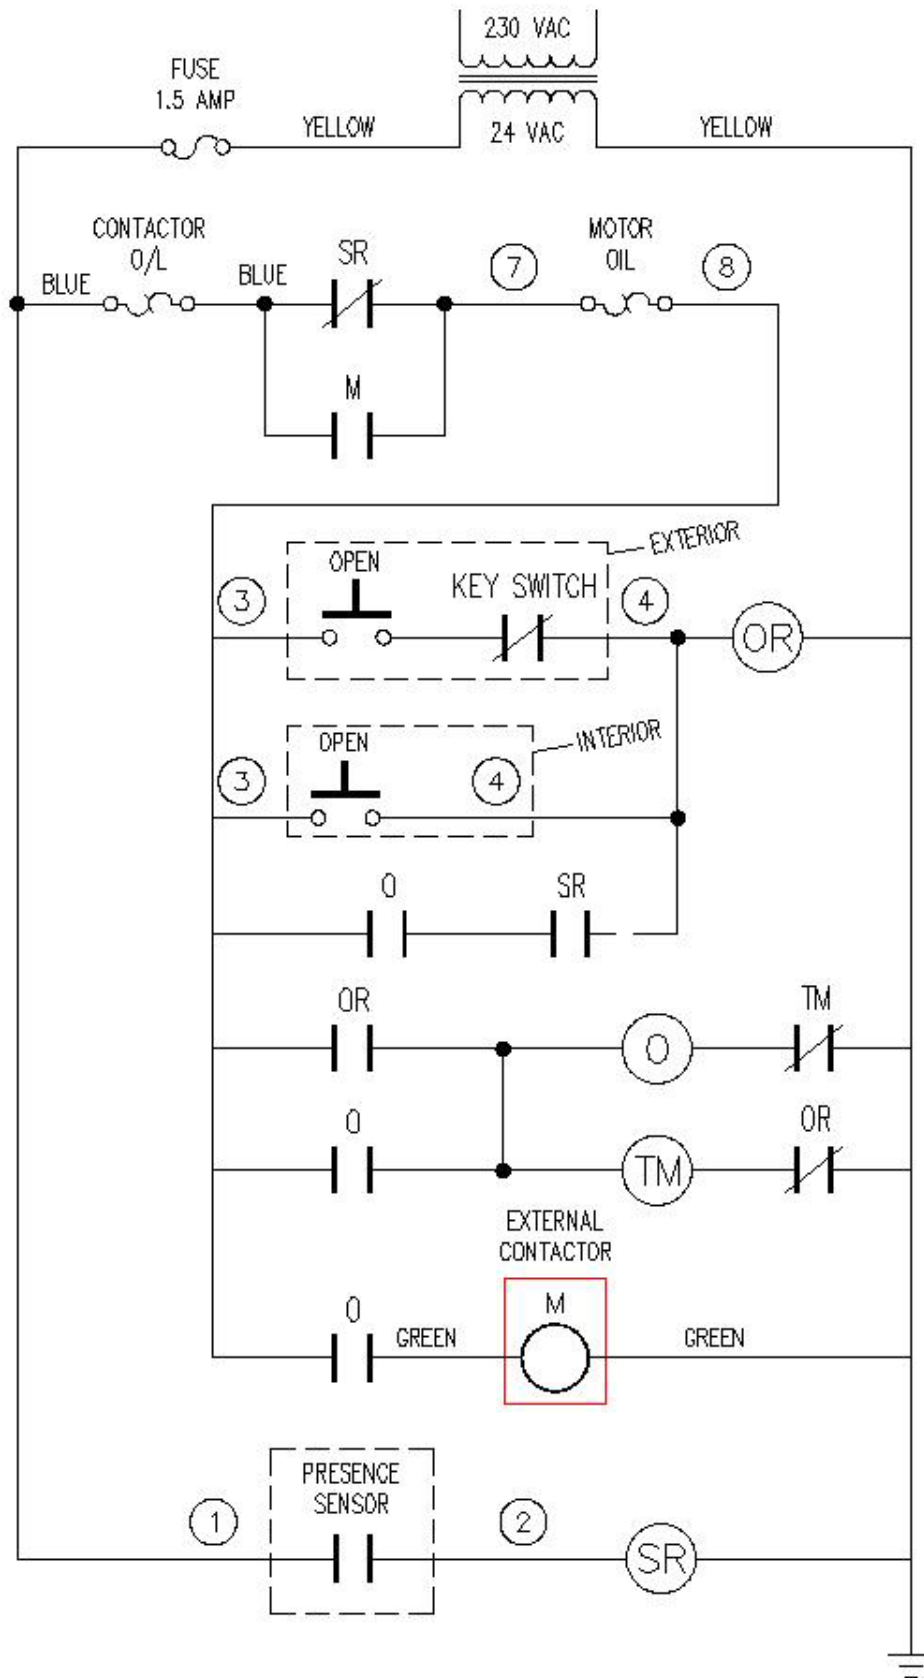 230 VAC
FUSE
1.5 AMP
YELLOW
24 VAC
YELLOW
CONTACTOR
O/L
MOTOR
OIL
BLUE
BLUE
SR
7
8
M
EXTERIOR
OPEN
3
KEY SWITCH
4
OR
INTERIOR
OPEN
3
4
O
SR
OR
TM
O
O
OR
TM
EXTERNAL
CONTACTOR
O
M
GREEN
GREEN
PRESENCE
SENSOR
1
2
SR